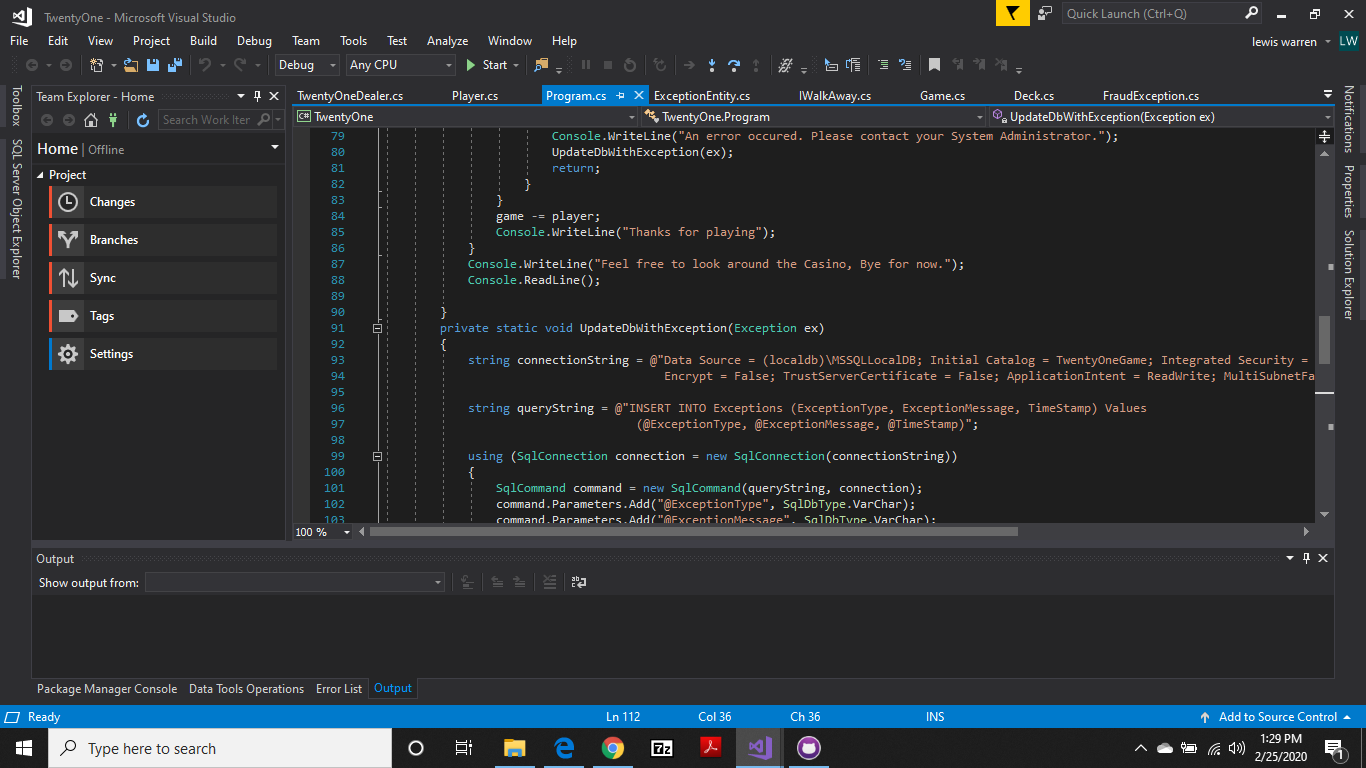 TwentyOne - Microsoft Visual Studio
Quick Launch (Ctrl+Q)
File Edit View Project Build Debug Team Tools Test Analyze Window Help
lewis warren LW
Debug Any CPU Start
Toolbox
SQL Server Object Explorer
Team Explorer - Home
Search Work Iter
Home | Offline
Project
Changes
Branches
Sync
Tags
Settings
TwentyOneDealer.cs Player.cs Program.cs ExceptionEntity.cs IWalkAway.cs Game.cs Deck.cs FraudException.cs
C# TwentyOne TwentyOne.Program UpdateDbWithException(Exception ex)
79 Console.WriteLine("An error occured. Please contact your System Administrator.");
80 UpdateDbWithException(ex);
81 return;
82 }
83 }
84 game -= player;
85 Console.WriteLine("Thanks for playing");
86 }
87 Console.WriteLine("Feel free to look around the Casino, Bye for now.");
88 Console.ReadLine();
89
90 }
91 private static void UpdateDbWithException(Exception ex)
92 {
93 string connectionString = @"Data Source = (localdb)\MSSQLLocalDB; Initial Catalog = TwentyOneGame; Integrated Security =
94 Encrypt = False; TrustServerCertificate = False; ApplicationIntent = ReadWrite; MultiSubnetFa
95
96 string queryString = @"INSERT INTO Exceptions (ExceptionType, ExceptionMessage, TimeStamp) Values
97 (@ExceptionType, @ExceptionMessage, @TimeStamp)";
98
99 using (SqlConnection connection = new SqlConnection(connectionString))
100 {
101 SqlCommand command = new SqlCommand(queryString, connection);
102 command.Parameters.Add("@ExceptionType", SqlDbType.VarChar);
103 command.Parameters.Add("@ExceptionMessage", SqlDbType.VarChar);
100 %
Notifications
Properties
Solution Explorer
Output
Show output from:
Package Manager Console Data Tools Operations Error List Output
Ready Ln 112 Col 36 Ch 36 INS Add to Source Control
Type here to search
7z
1:29 PM
2/25/2020
1